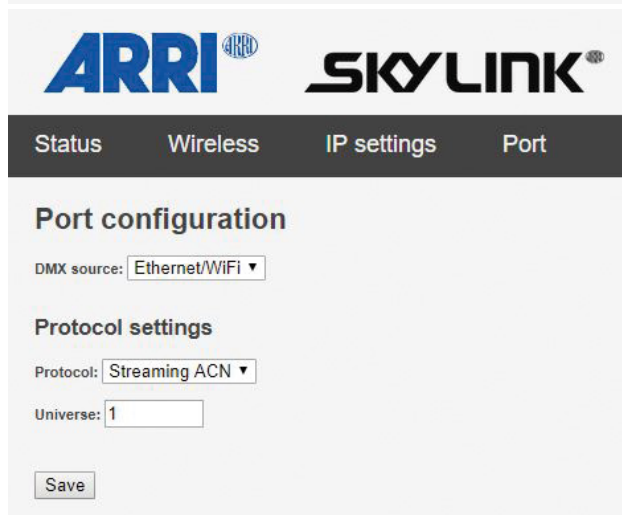 ARRI® SKYLINK®
Status Wireless IP settings Port
Port configuration
DMX source: Ethernet/WiFi ▼
Protocol settings
Protocol: Streaming ACN ▼
Universe: 1
Save